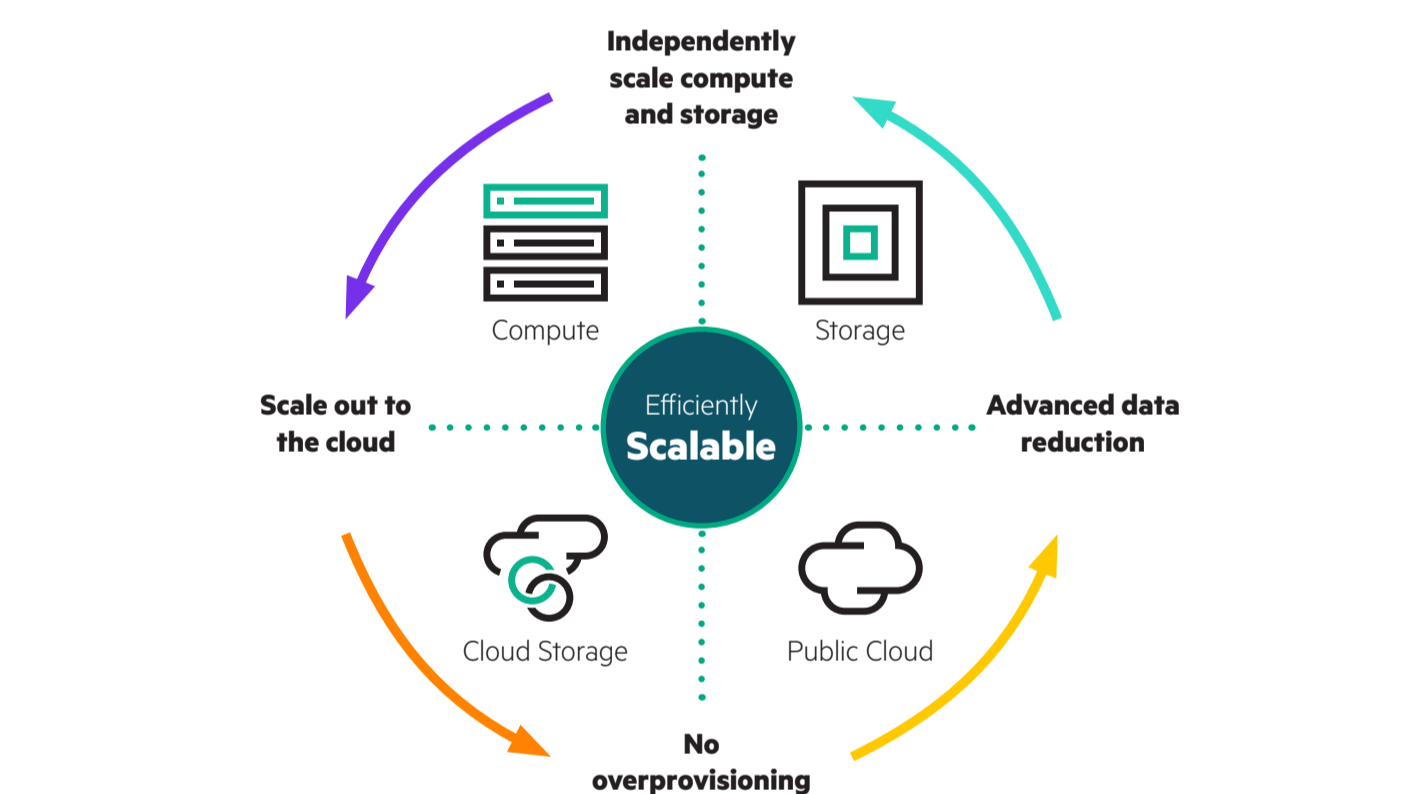 Independently
scale compute
and storage
Compute
Storage
Scale out to
the cloud
Efficiently
Scalable
Advanced data
reduction
Cloud Storage
Public Cloud
No
overprovisioning